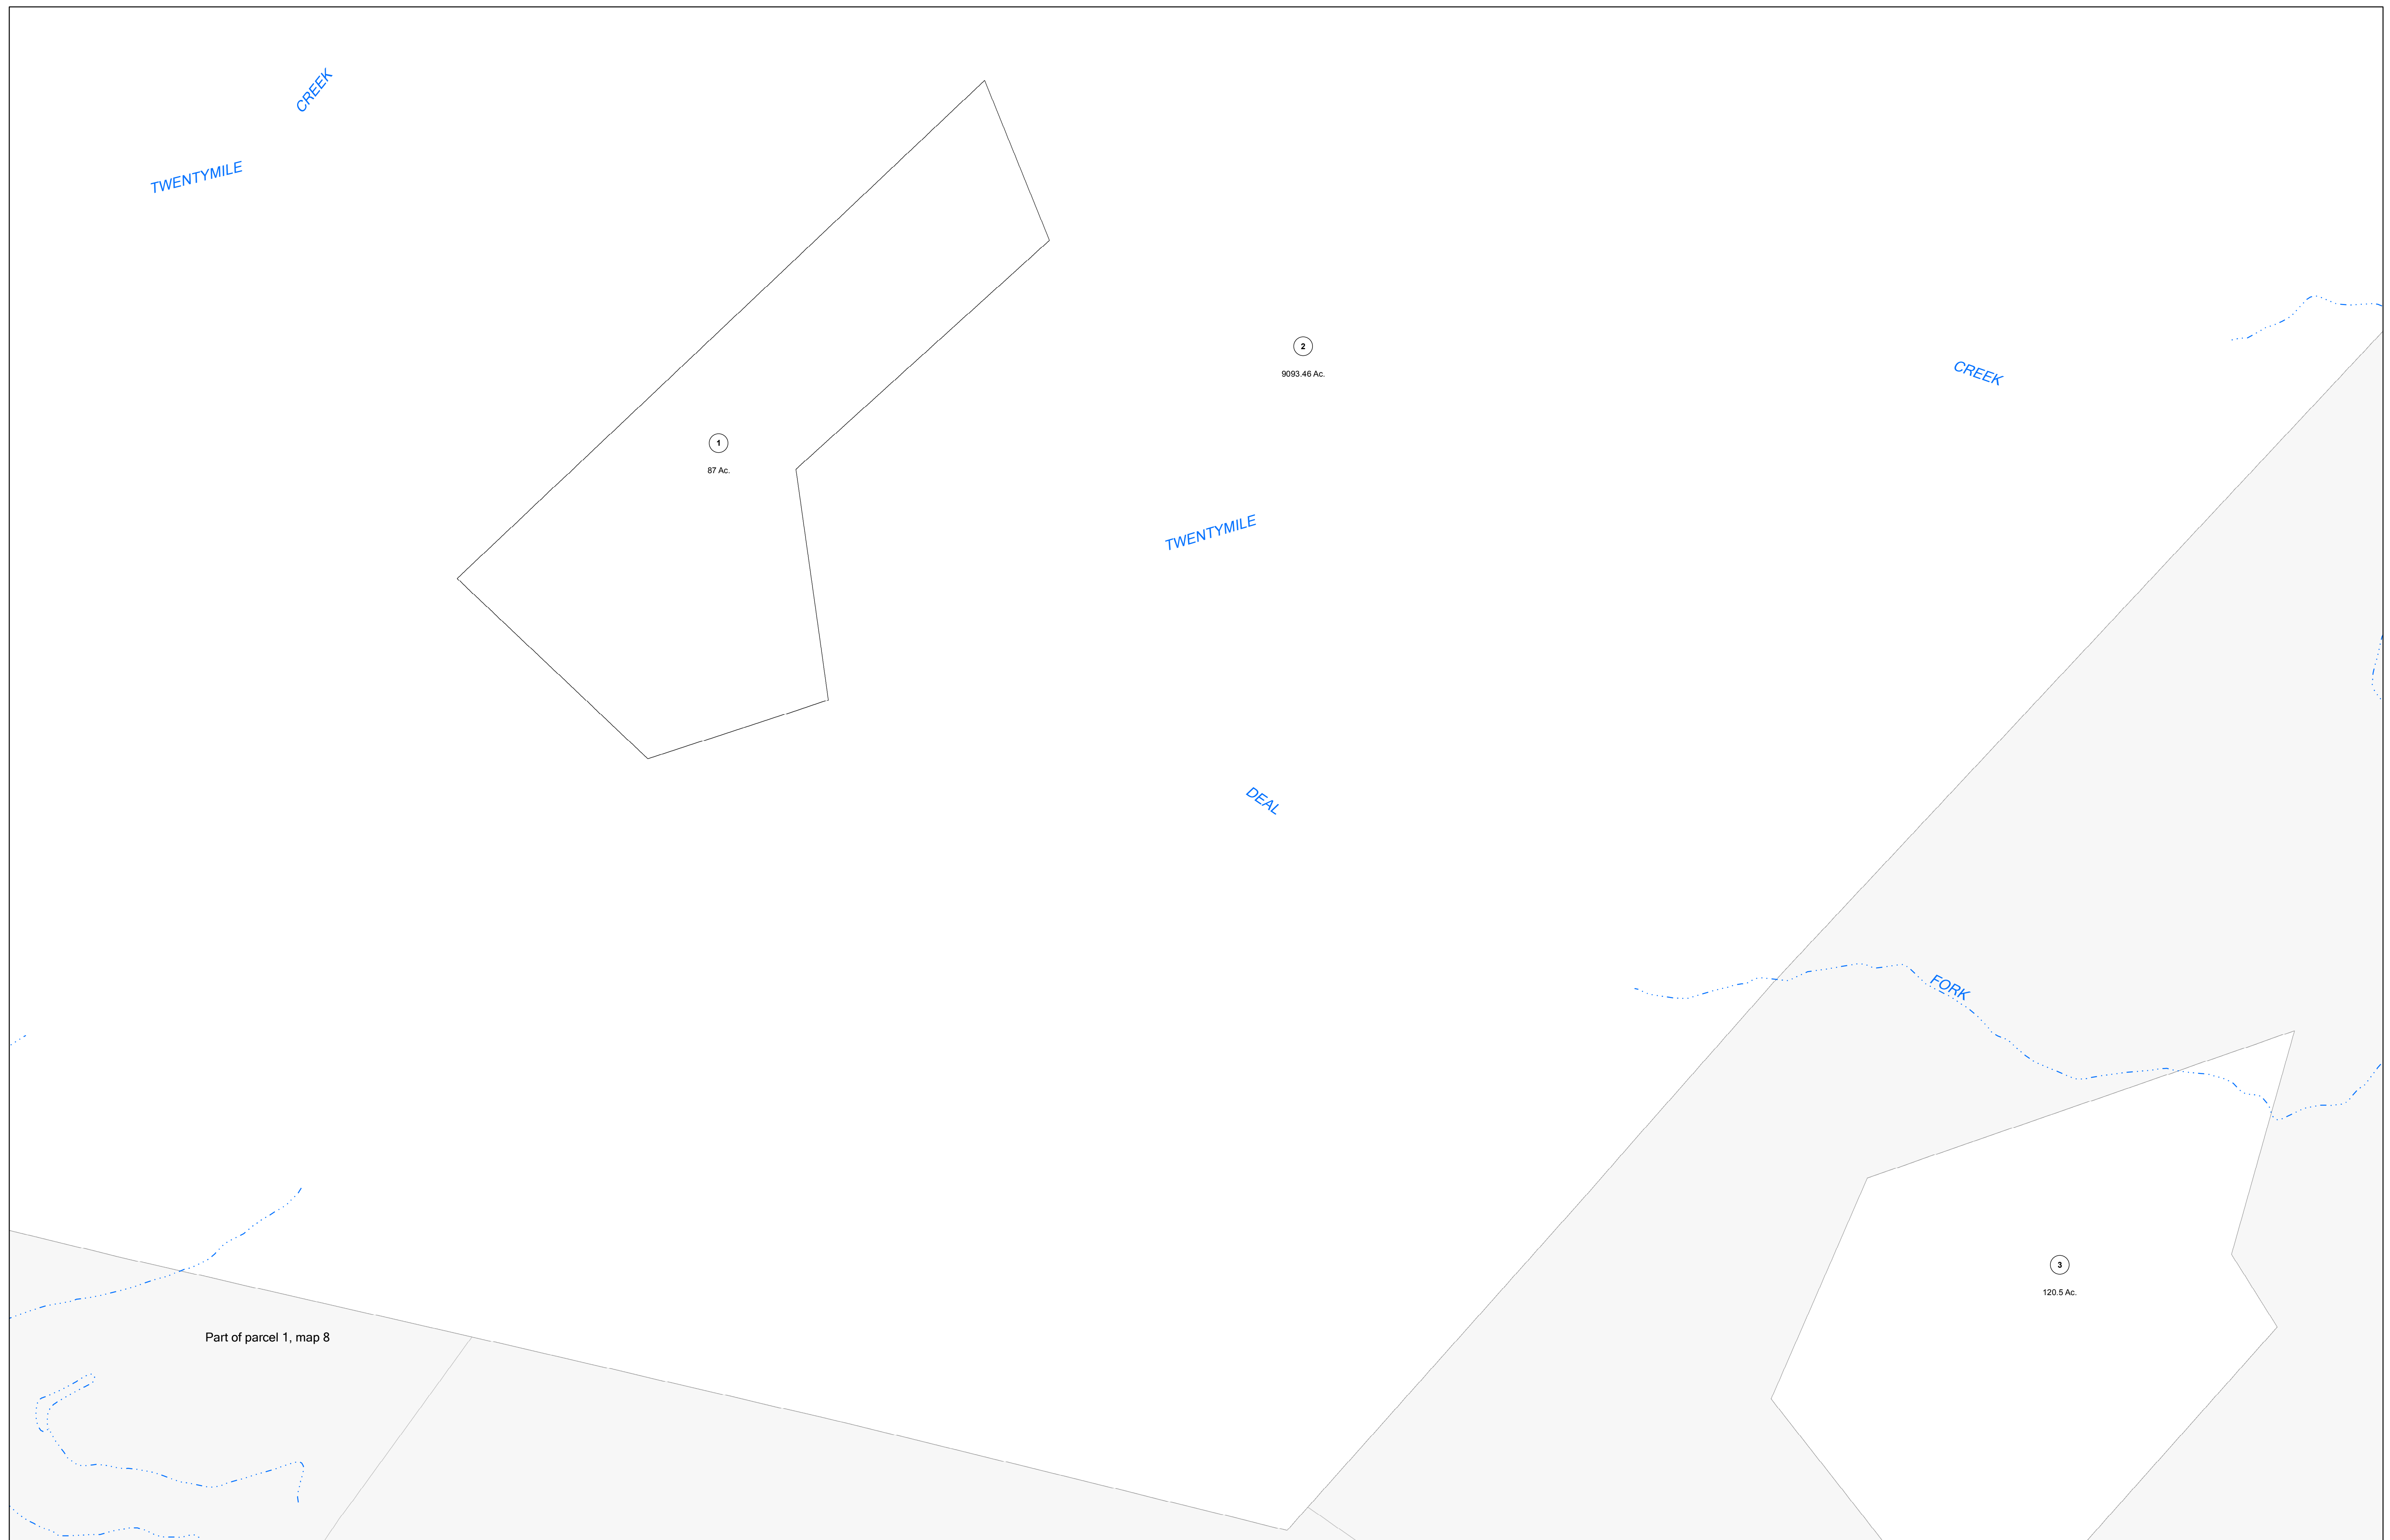 CREEK
TWENTYMILE
2
9093.46 Ac.
CREEK
1
87 Ac.
TWENTYMILE
DEAL
FORK
3
120.5 Ac.
Part of parcel 1, map 8